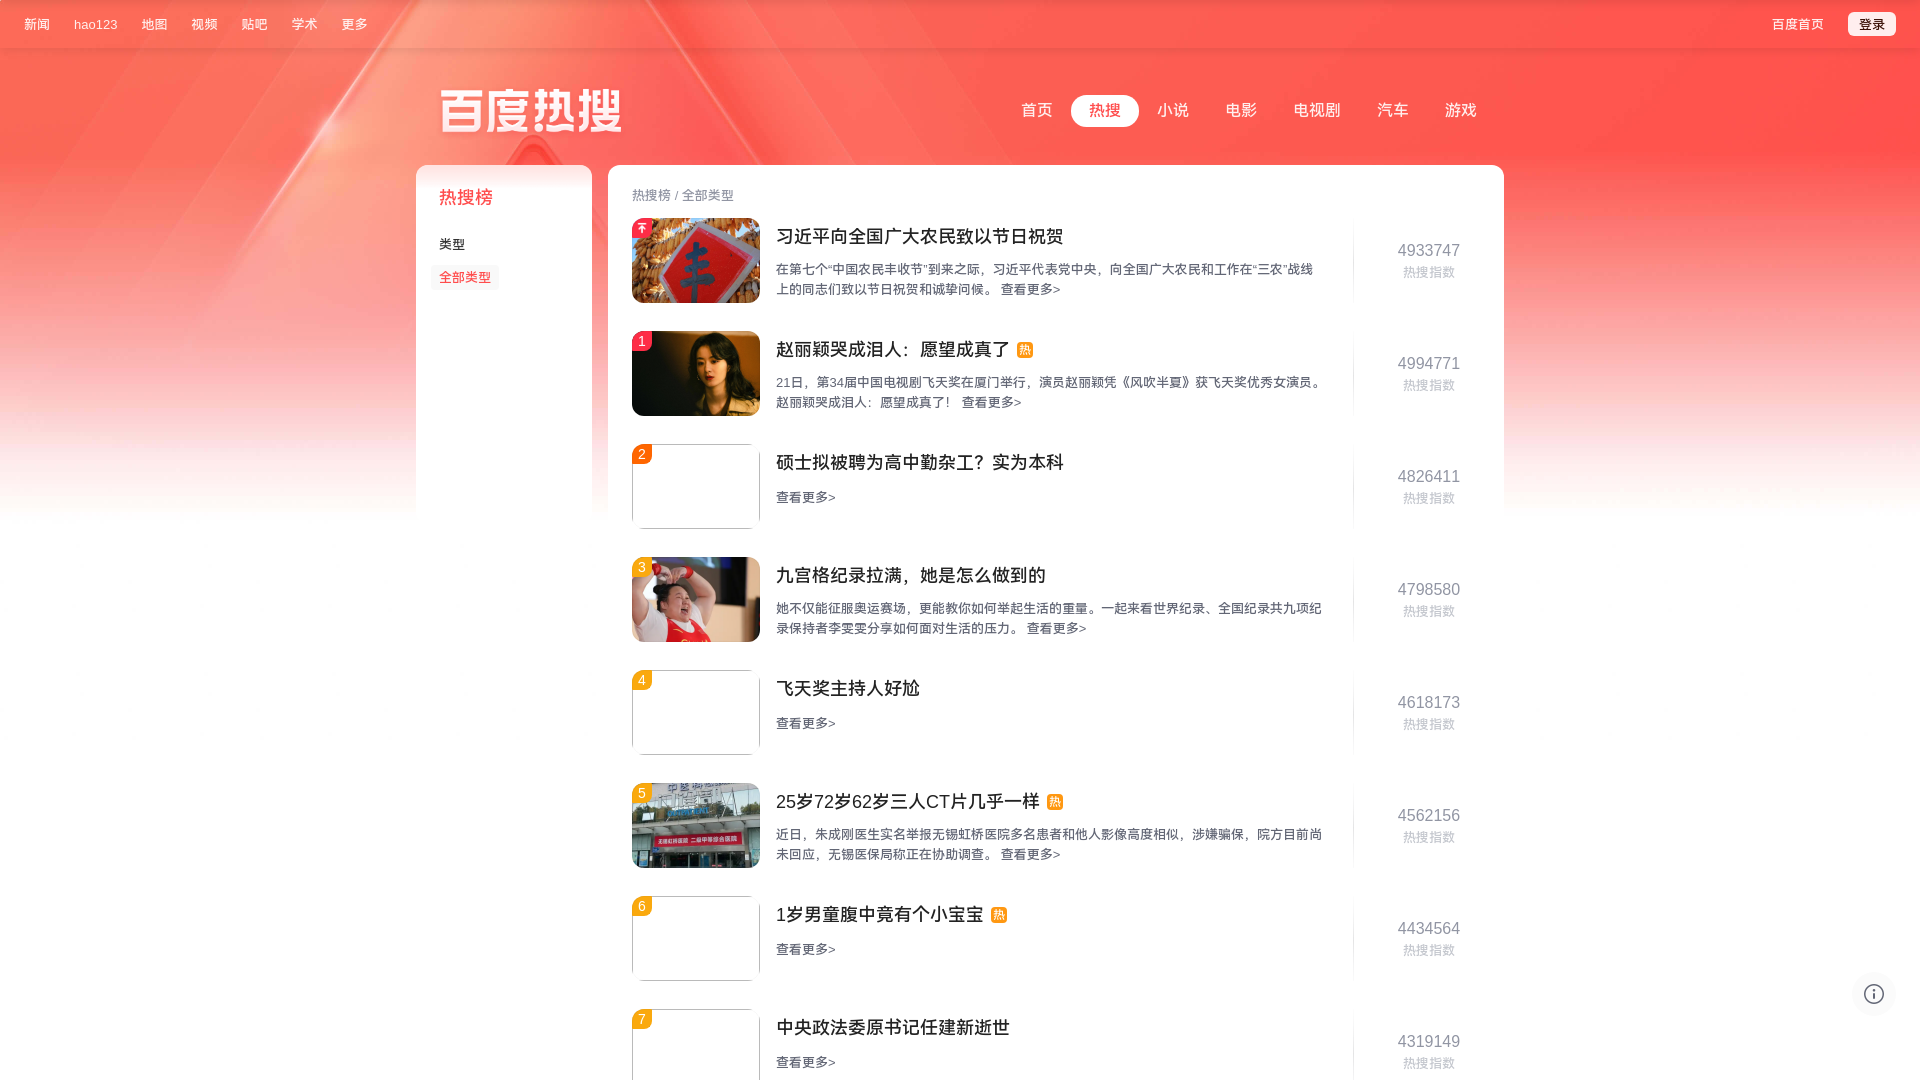 新闻
hao123
地图
视频
贴吧
学术
更多
百度首页
登录
百度热搜
首页
热搜
小说
电影
电视剧
汽车
游戏
热搜榜
类型
全部类型
热搜榜 / 全部类型
丰
习近平向全国广大农民致以节日祝贺
在第七个“中国农民丰收节”到来之际，习近平代表党中央，向全国广大农民和工作在“三农”战线
上的同志们致以节日祝贺和诚挚问候。 查看更多>
4933747
热搜指数
1
赵丽颖哭成泪人：愿望成真了 热
21日，第34届中国电视剧飞天奖在厦门举行，演员赵丽颖凭《风吹半夏》获飞天奖优秀女演员。
赵丽颖哭成泪人：愿望成真了！ 查看更多>
4994771
热搜指数
2
硕士拟被聘为高中勤杂工？实为本科
查看更多>
4826411
热搜指数
3
九宫格纪录拉满，她是怎么做到的
她不仅能征服奥运赛场，更能教你如何举起生活的重量。一起来看世界纪录、全国纪录共九项纪
录保持者李雯雯分享如何面对生活的压力。 查看更多>
4798580
热搜指数
4
飞天奖主持人好尬
查看更多>
4618173
热搜指数
5
25岁72岁62岁三人CT片几乎一样 热
近日，朱成刚医生实名举报无锡虹桥医院多名患者和他人影像高度相似，涉嫌骗保，院方目前尚
未回应，无锡医保局称正在协助调查。 查看更多>
4562156
热搜指数
6
1岁男童腹中竟有个小宝宝 热
查看更多>
4434564
热搜指数
7
中央政法委原书记任建新逝世
查看更多>
4319149
热搜指数